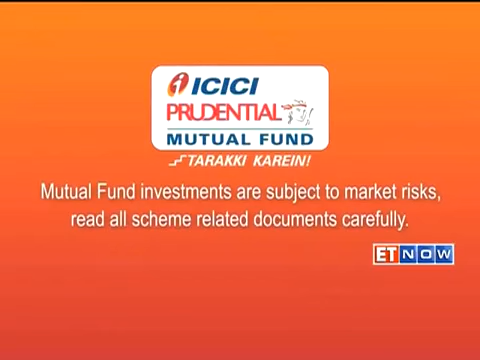 ICICI
PRUDENTIAL
MUTUAL FUND
TARAKKI KAREIN!
Mutual Fund investments are subject to market risks,
read all scheme related documents carefully.
ET NOW